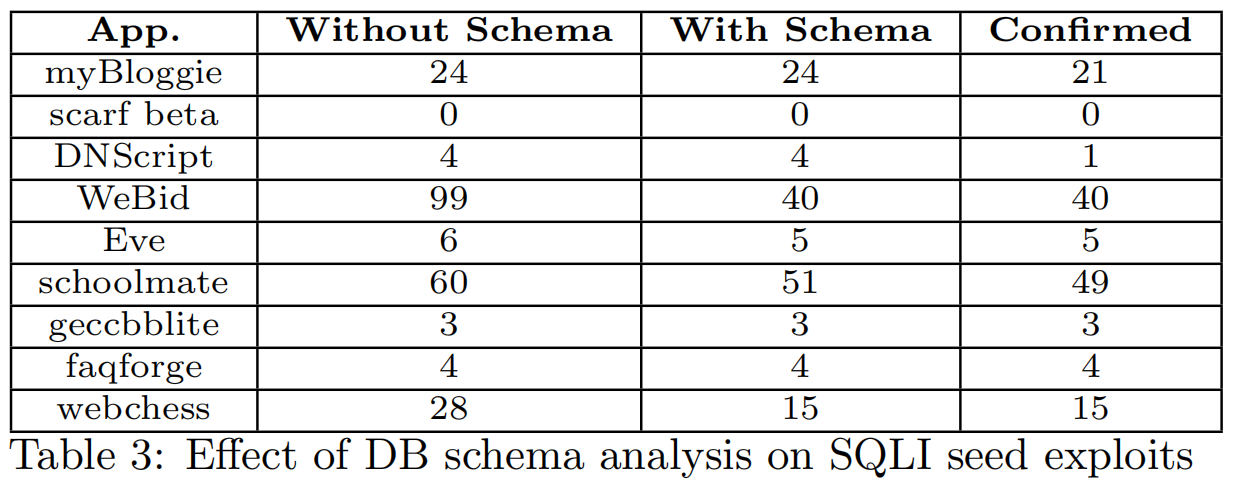 App. Without Schema With Schema Confirmed
myBloggie 24 24 21
scarf beta 0 0 0
DNScript 4 4 1
WeBid 99 40 40
Eve 6 5 5
schoolmate 60 51 49
geccbblite 3 3 3
faqforge 4 4 4
webchess 28 15 15
Table 3: Effect of DB schema analysis on SQLI seed exploits